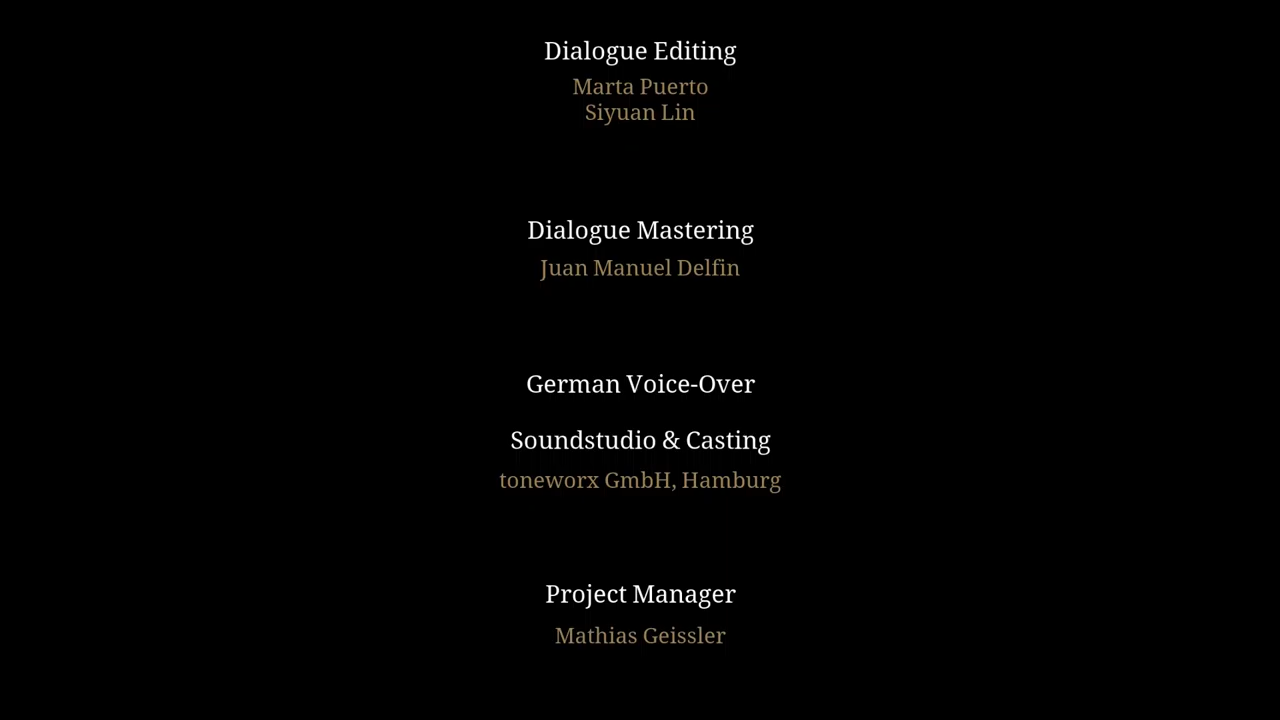 Dialogue Editing
Marta Puerto
Siyuan Lin
Dialogue Mastering
Juan Manuel Delfin
German Voice-Over
Soundstudio & Casting
toneworx GmbH, Hamburg
Project Manager
Mathias Geissler